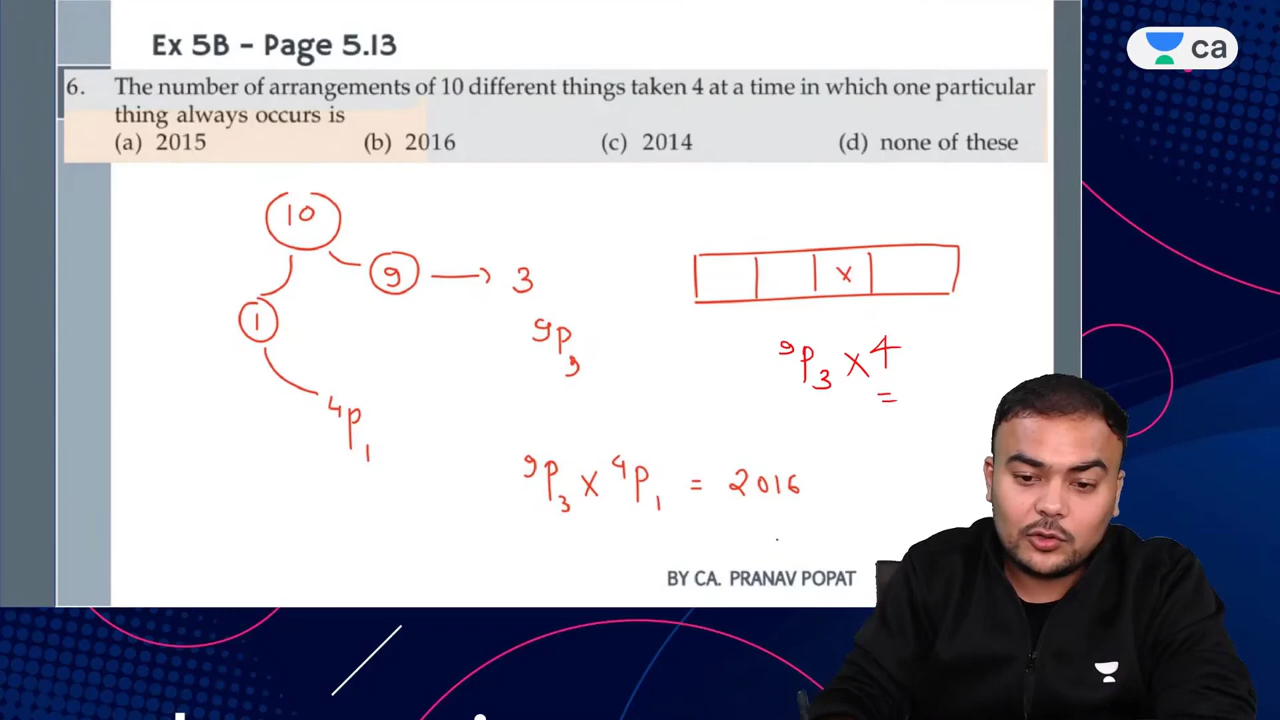 Ex 5B - Page 5.13
ca
6. The number of arrangements of 10 different things taken 4 at a time in which one particular
thing always occurs is
(a) 2015 (b) 2016 (c) 2014 (d) none of these
10
9 → 3
1
x
⁹P₃
⁹P₃ x 4
=
⁴P₁
⁹P₃ x ⁴P₁ = 2016
BY CA. PRANAV POPAT